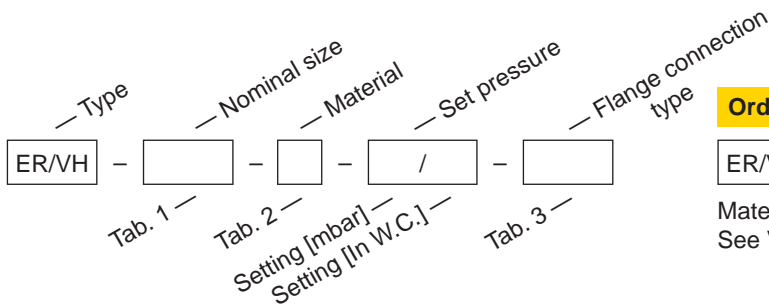 — Type
— Nominal size
— Material
— Set pressure
— Flange connection
type
ER/VH – – – / –
Tab. 1 —
Tab. 2 —
Setting [mbar] —
Setting [In W.C.] —
Tab. 3 —
Ord
ER/V
Mate
See